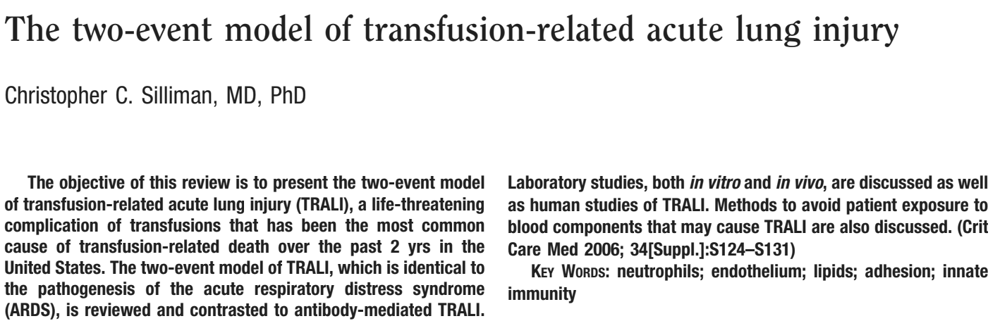 The two-event model of transfusion-related acute lung injury
Christopher C. Silliman, MD, PhD
The objective of this review is to present the two-event model
of transfusion-related acute lung injury (TRALI), a life-threatening
complication of transfusions that has been the most common
cause of transfusion-related death over the past 2 yrs in the
United States. The two-event model of TRALI, which is identical to
the pathogenesis of the acute respiratory distress syndrome
(ARDS), is reviewed and contrasted to antibody-mediated TRALI.
Laboratory studies, both in vitro and in vivo, are discussed as well
as human studies of TRALI. Methods to avoid patient exposure to
blood components that may cause TRALI are also discussed. (Crit
Care Med 2006; 34[Suppl.]:S124–S131)
KEY WORDS: neutrophils; endothelium; lipids; adhesion; innate
immunity